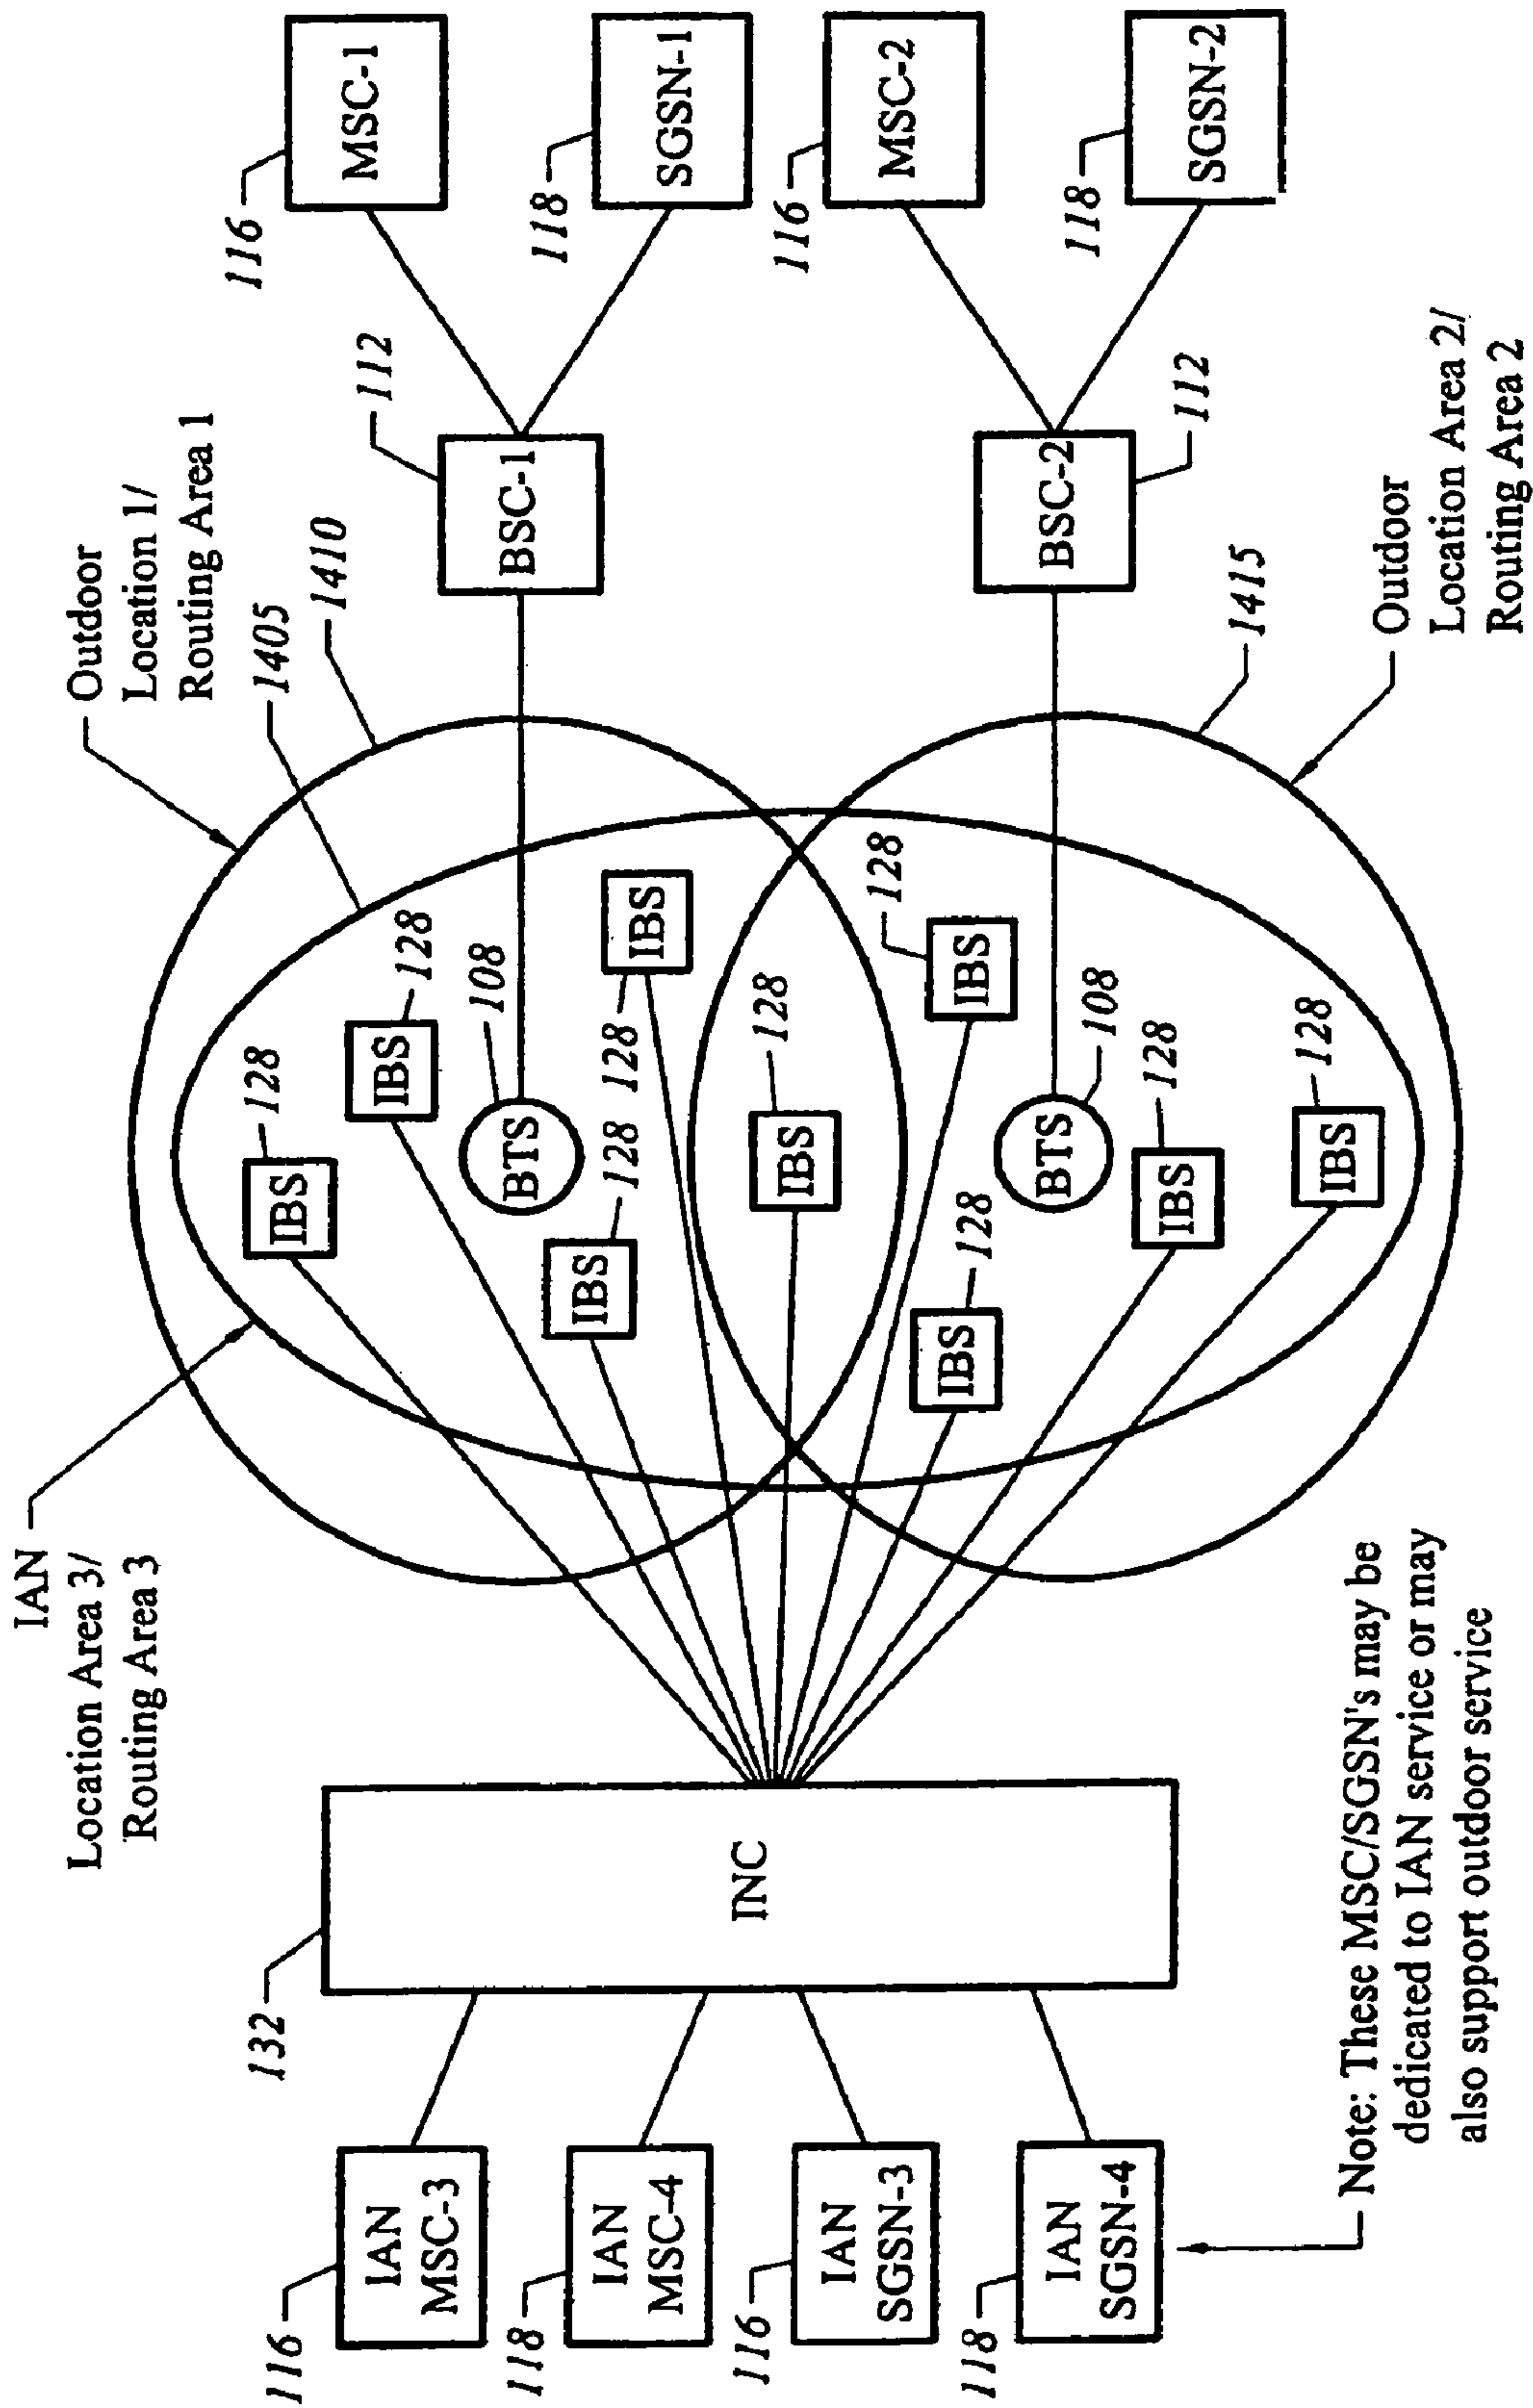 IAN
Location Area 3/
Routing Area 3
Outdoor
Location 1/
Routing Area 1
1405
1410
116
IAN
MSC-3
118
IAN
MSC-4
116
IAN
SGSN-3
118
IAN
SGSN-4
132
INC
IBS
128
IBS
128
BTS
108
IBS
128
IBS
128
IBS
128
IBS
128
IBS
128
BTS
108
IBS
128
IBS
128
112
BSC-1
116
MSC-1
118
SGSN-1
BSC-2
112
116
MSC-2
118
SGSN-2
1415
Outdoor
Location Area 2/
Routing Area 2
Note: These MSC/SGSN's may be
dedicated to IAN service or may
also support outdoor service